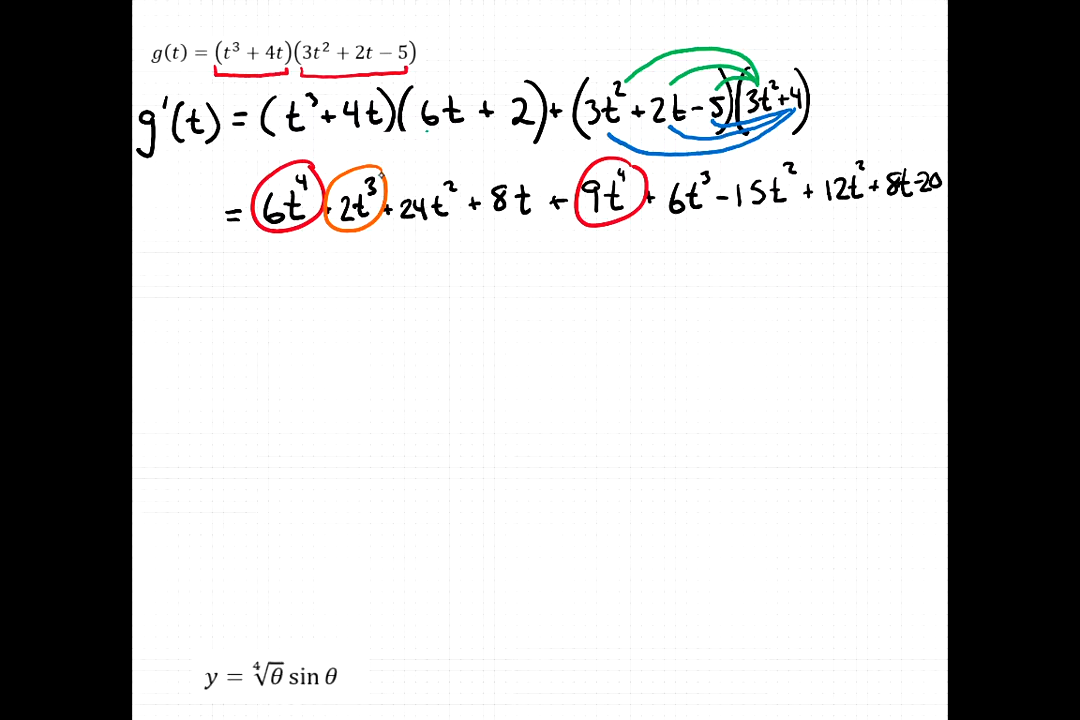 g(t) = (t³ + 4t)(3t² + 2t − 5)
g'(t) = (t³ + 4t)(6t + 2) + (3t² + 2t − 5)(3t² + 4)
= 6t⁴ + 2t³ + 24t² + 8t + 9t⁴ + 6t³ − 15t² + 12t² + 8t − 20
y = ∜θ sin θ